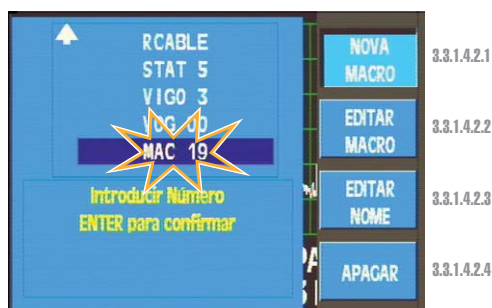 RCABLE
STAT 5
VIGO 3
VOG 00
MAC 19
Introducir Número
ENTER para confirmar
NOVA
MACRO
EDITAR
MACRO
EDITAR
NOME
APAGAR
3.3.1.4.2.1
3.3.1.4.2.2
3.3.1.4.2.3
3.3.1.4.2.4